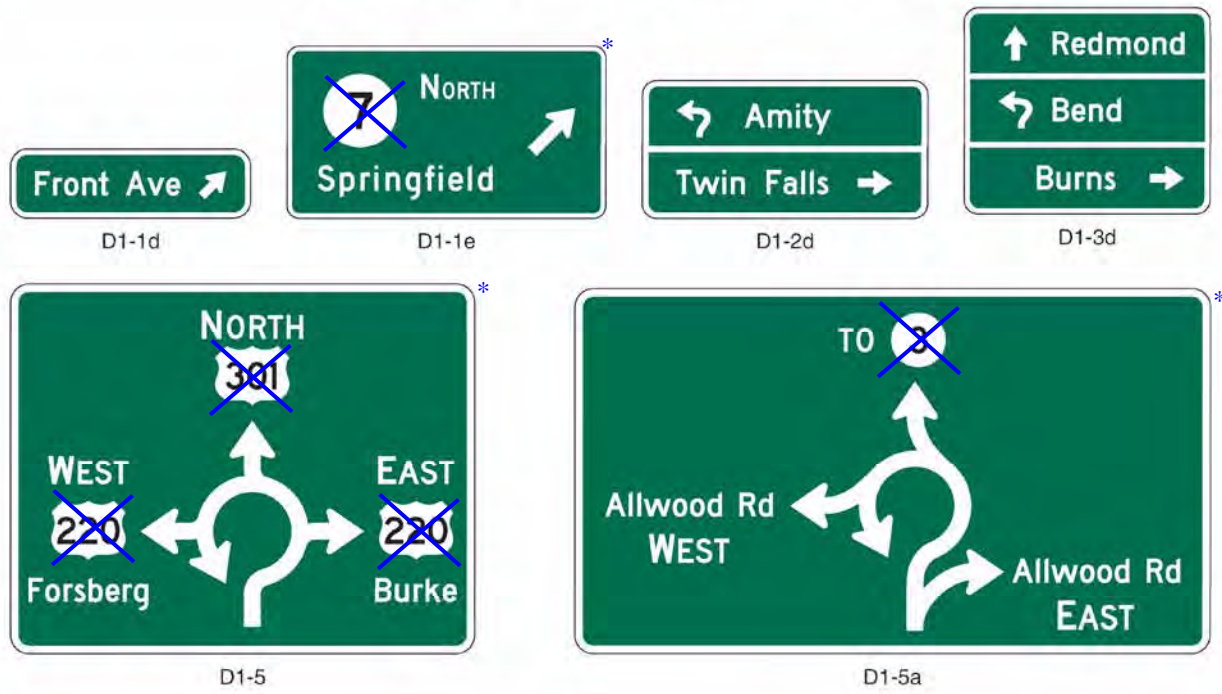 Front Ave
D1-1d
7 NORTH
Springfield
*
D1-1e
Amity
Twin Falls
D1-2d
Redmond
Bend
Burns
D1-3d
NORTH
301
WEST
220
Forsberg
EAST
220
Burke
*
D1-5
TO
Allwood Rd
WEST
Allwood Rd
EAST
*
D1-5a